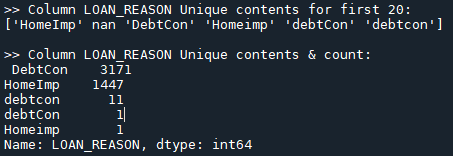 >> Column LOAN_REASON Unique contents for first 20:
['HomeImp' nan 'DebtCon' 'Homeimp' 'debtCon' 'debtcon']
>> Column LOAN_REASON Unique contents & count:
DebtCon 3171
HomeImp 1447
debtcon 11
debtCon 1
Homeimp 1
Name: LOAN_REASON, dtype: int64